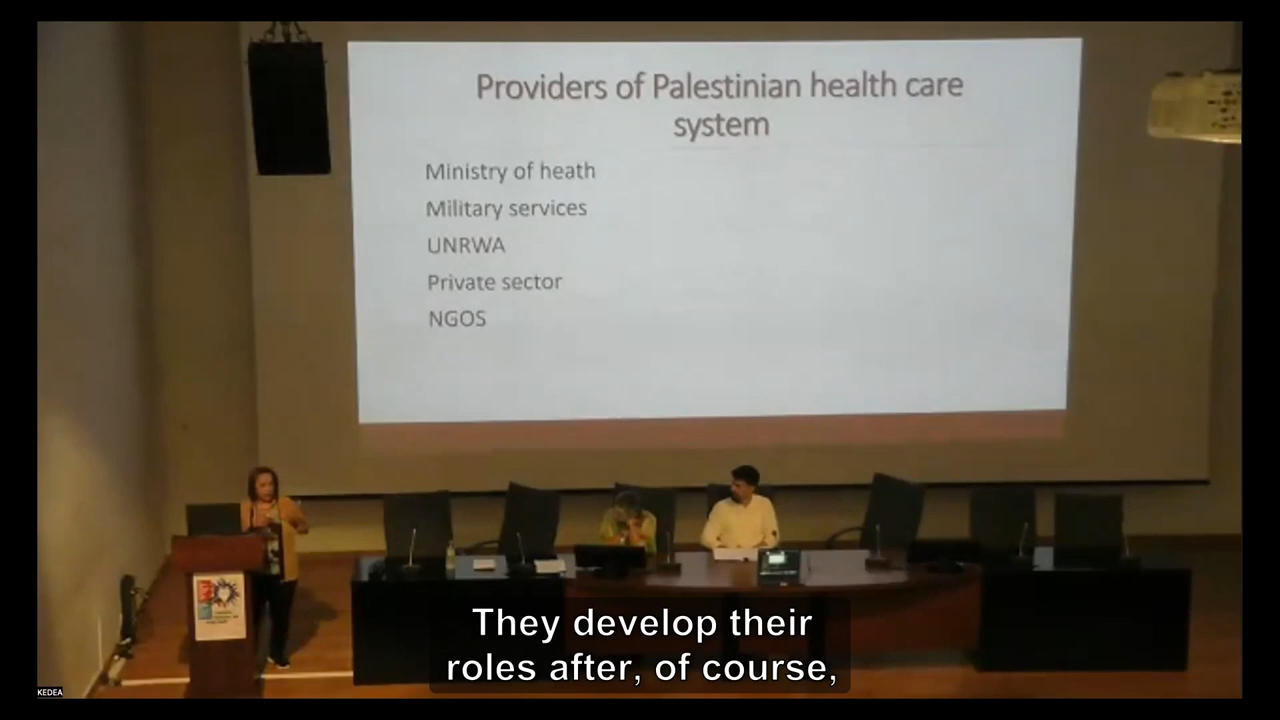 Providers of Palestinian health care
system
Ministry of heath
Military services
UNRWA
Private sector
NGOS
They develop their
roles after, of course,
KEDEA